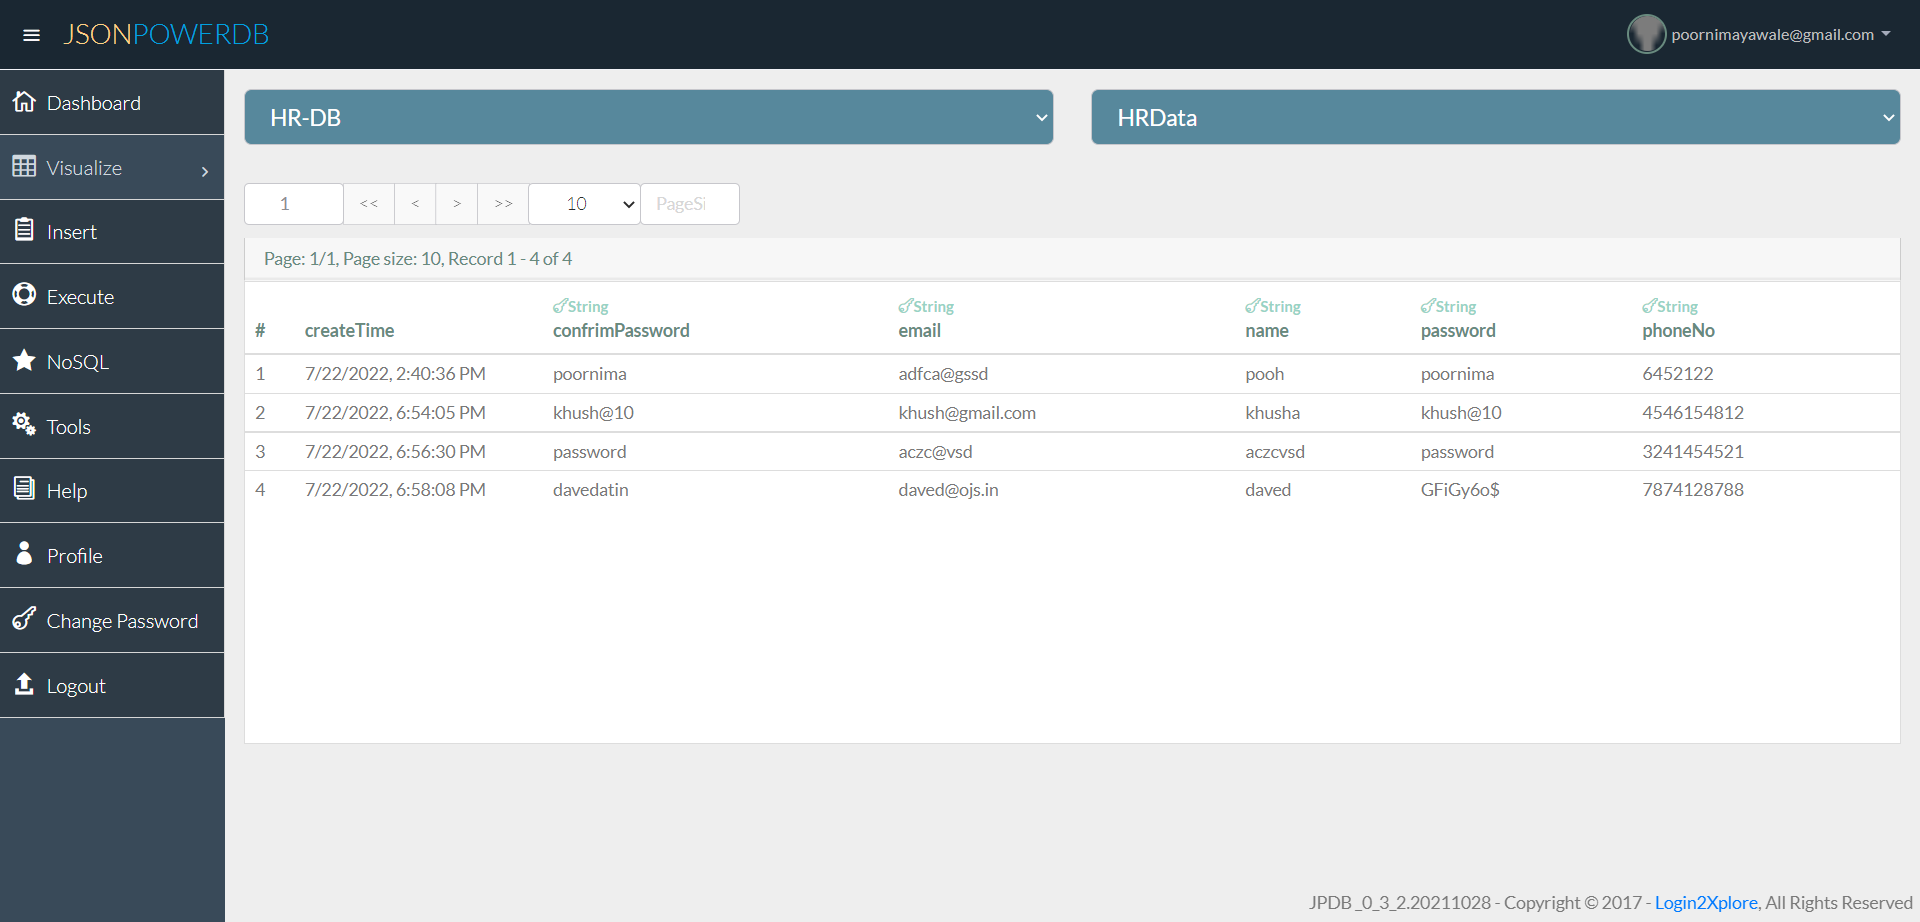 JSONPOWERDB
poornimayawale@gmail.com
Dashboard
Visualize
Insert
Execute
NoSQL
Tools
Help
Profile
Change Password
Logout
HR-DB
HRData
1 << < > >> 10 PageSi
Page: 1/1, Page size: 10, Record 1 - 4 of 4
String String String String String
# createTime confrimPassword email name password phoneNo
1 7/22/2022, 2:40:36 PM poornima adfca@gssd pooh poornima 6452122
2 7/22/2022, 6:54:05 PM khush@10 khush@gmail.com khusha khush@10 4546154812
3 7/22/2022, 6:56:30 PM password aczc@vsd aczcvsd password 3241454521
4 7/22/2022, 6:58:08 PM davedatin daved@ojs.in daved GFiGy6o$ 7874128788
JPDB_0_3_2.20211028 - Copyright © 2017 - Login2Xplore, All Rights Reserved